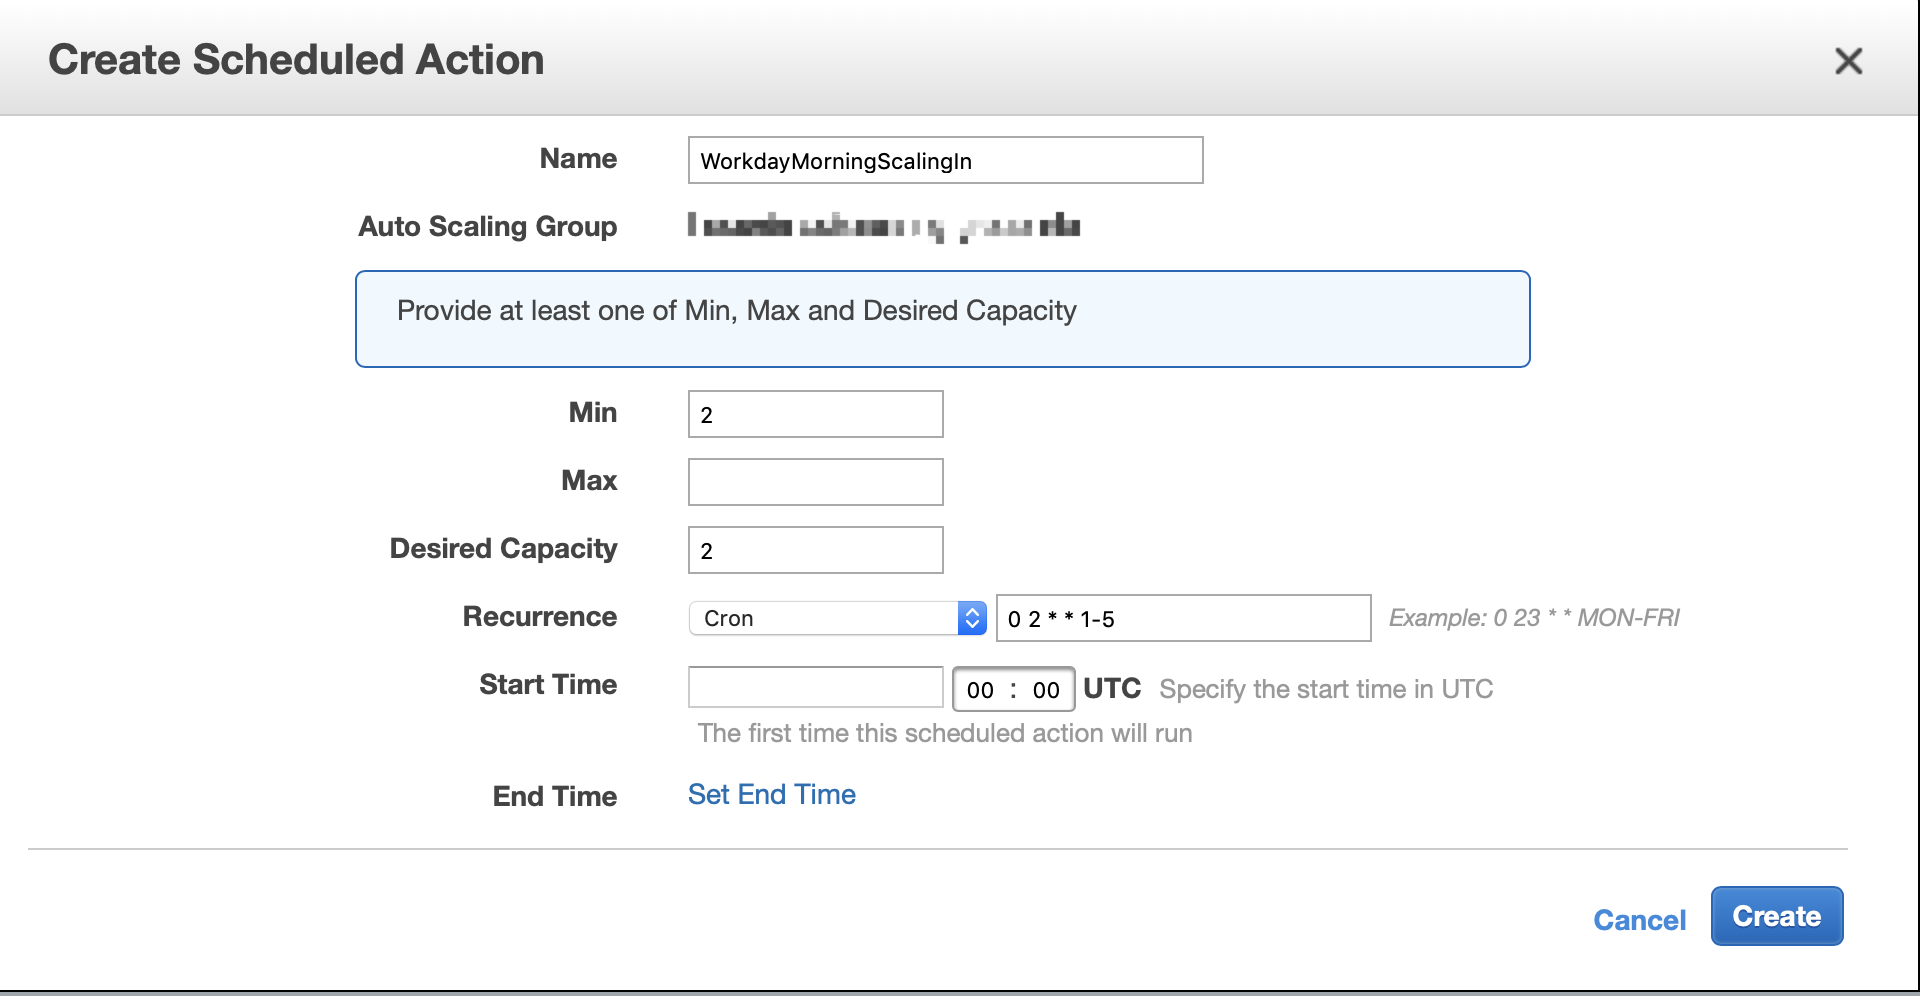 Create Scheduled Action
Name WorkdayMorningScalingIn
Auto Scaling Group
Provide at least one of Min, Max and Desired Capacity
Min 2
Max
Desired Capacity 2
Recurrence Cron 0 2 * * 1-5 Example: 0 23 * * MON-FRI
Start Time 00 : 00 UTC Specify the start time in UTC
The first time this scheduled action will run
End Time Set End Time
Cancel Create